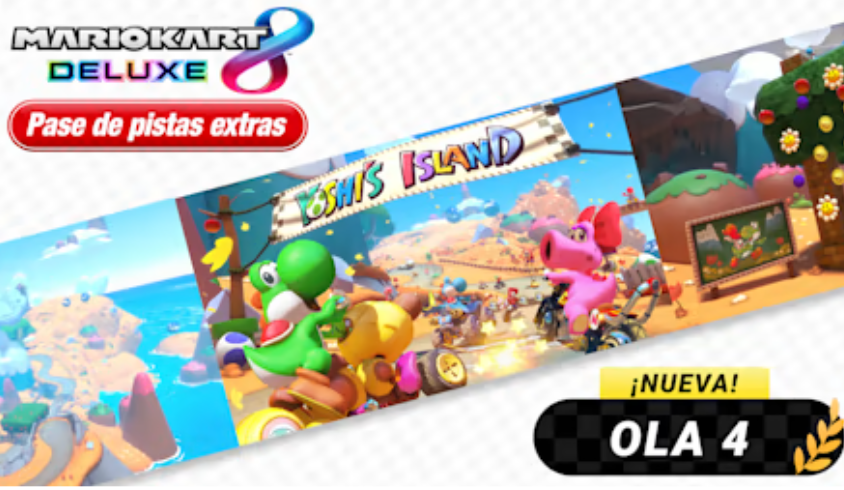 MARIOKART 8
DELUXE
Pase de pistas extras
YOSHI'S ISLAND
¡NUEVA!
OLA 4